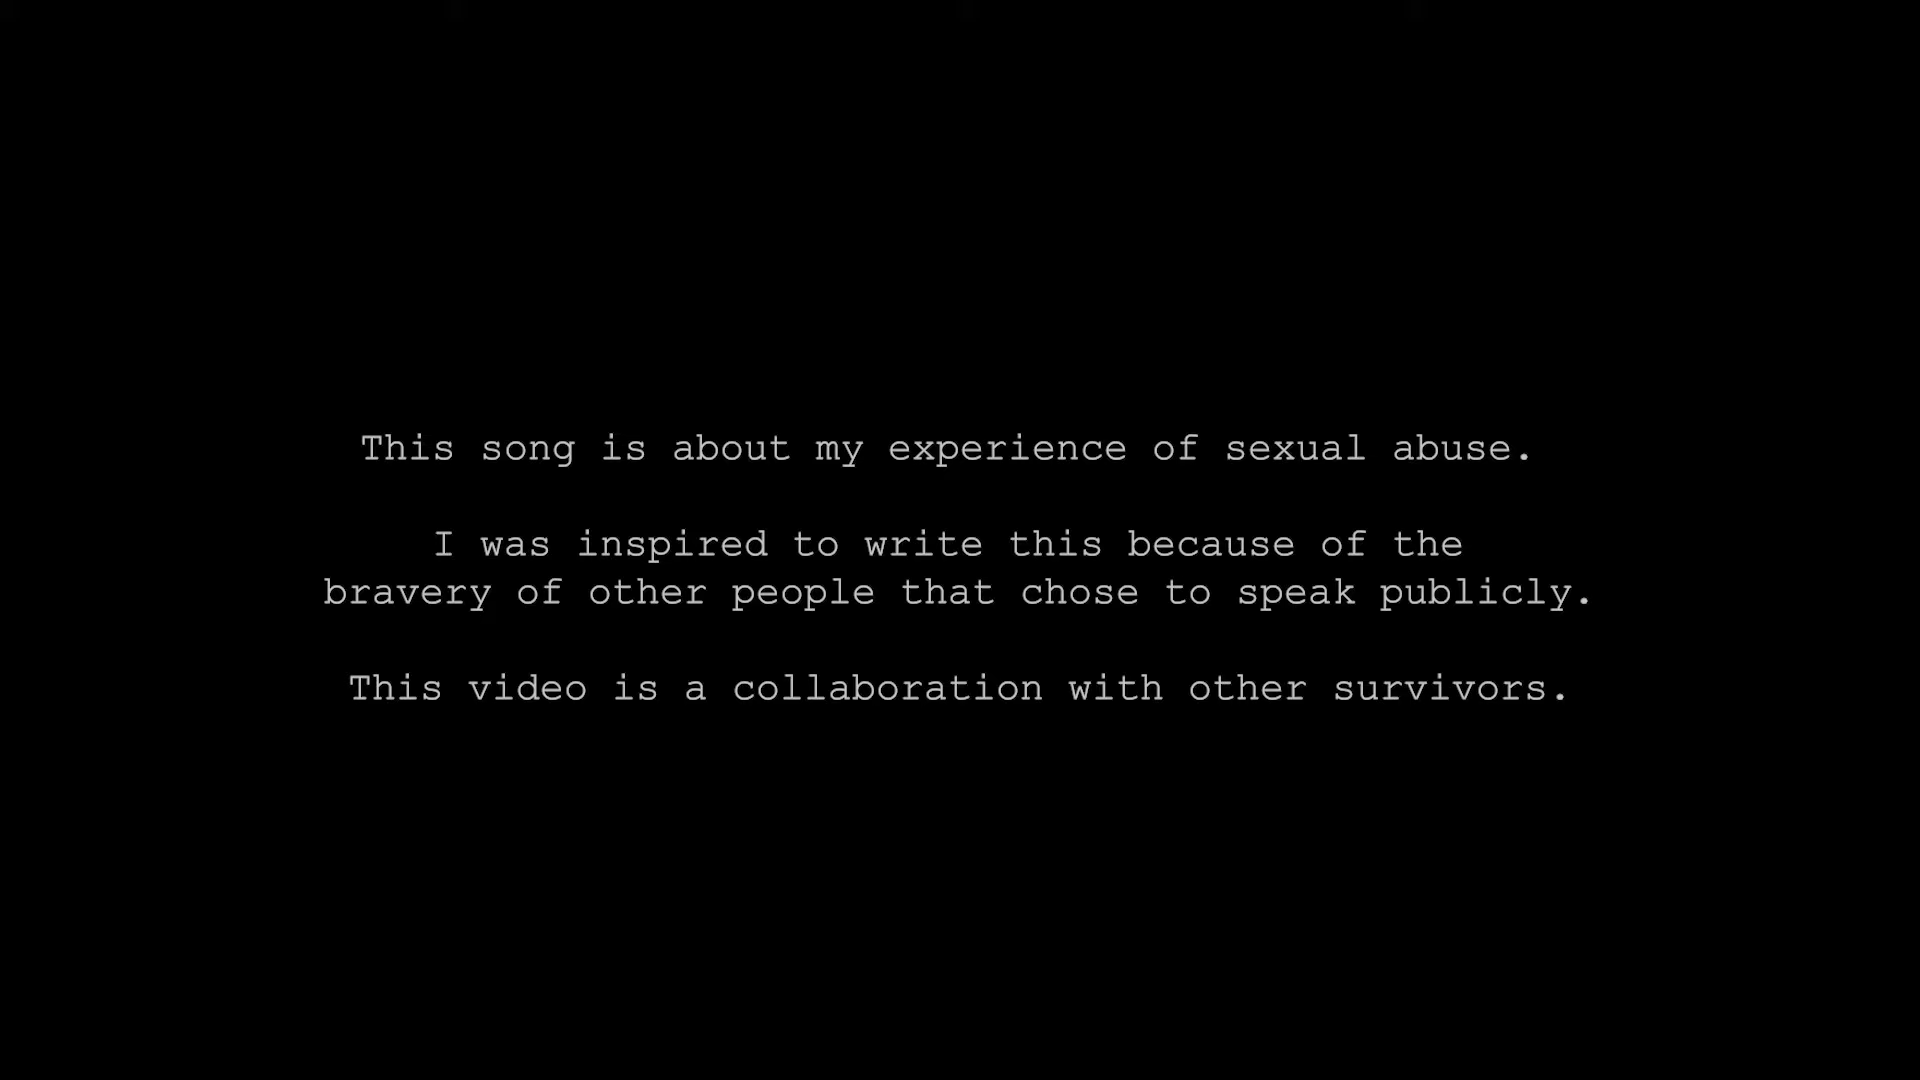 This song is about my experience of sexual abuse.
I was inspired to write this because of the
bravery of other people that chose to speak publicly.
This video is a collaboration with other survivors.